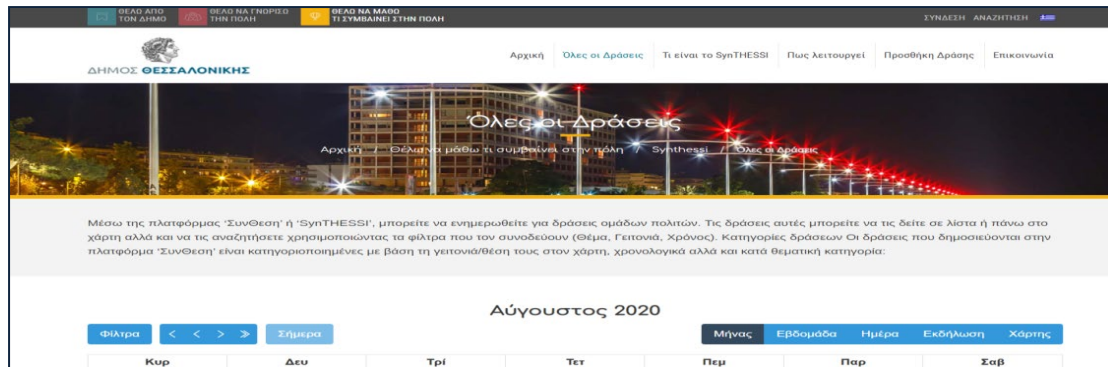 ΘΕΛΩ ΑΠΟ
ΤΟΝ ΔΗΜΟ
ΘΕΛΩ ΝΑ ΓΝΩΡΙΣΩ
ΤΗΝ ΠΟΛΗ
ΘΕΛΩ ΝΑ ΜΑΘΩ
ΤΙ ΣΥΜΒΑΙΝΕΙ ΣΤΗΝ ΠΟΛΗ
ΣΥΝΔΕΣΗ ΑΝΑΖΗΤΗΣΗ
ΔΗΜΟΣ ΘΕΣΣΑΛΟΝΙΚΗΣ
Αρχική Όλες οι Δράσεις Τι είναι το SynTHESSI Πως λειτουργεί Προσθήκη Δράσης Επικοινωνία
Όλες οι Δράσεις
Αρχική / Θέλω να μάθω τι συμβαίνει στην πόλη / Synthessi / Όλες οι Δράσεις
Μέσω της πλατφόρμας ‘ΣυνΘεση’ ή ‘SynTHESSI’, μπορείτε να ενημερωθείτε για δράσεις ομάδων πολιτών. Τις δράσεις αυτές μπορείτε να τις δείτε σε λίστα ή πάνω στο
χάρτη αλλά και να τις αναζητήσετε χρησιμοποιώντας τα φίλτρα που τον συνοδεύουν (Θέμα, Γειτονιά, Χρόνος). Κατηγορίες δράσεων Οι δράσεις που δημοσιεύονται στην
πλατφόρμα ‘ΣυνΘεση’ είναι κατηγοριοποιημένες με βάση τη γειτονιά/θέση τους στον χάρτη, χρονολογικά αλλά και κατά θεματική κατηγορία:
Αύγουστος 2020
Φίλτρα < < > > Σήμερα Μήνας Εβδομάδα Ημέρα Εκδήλωση Χάρτης
Κυρ Δευ Τρί Τετ Πεμ Παρ Σαβ